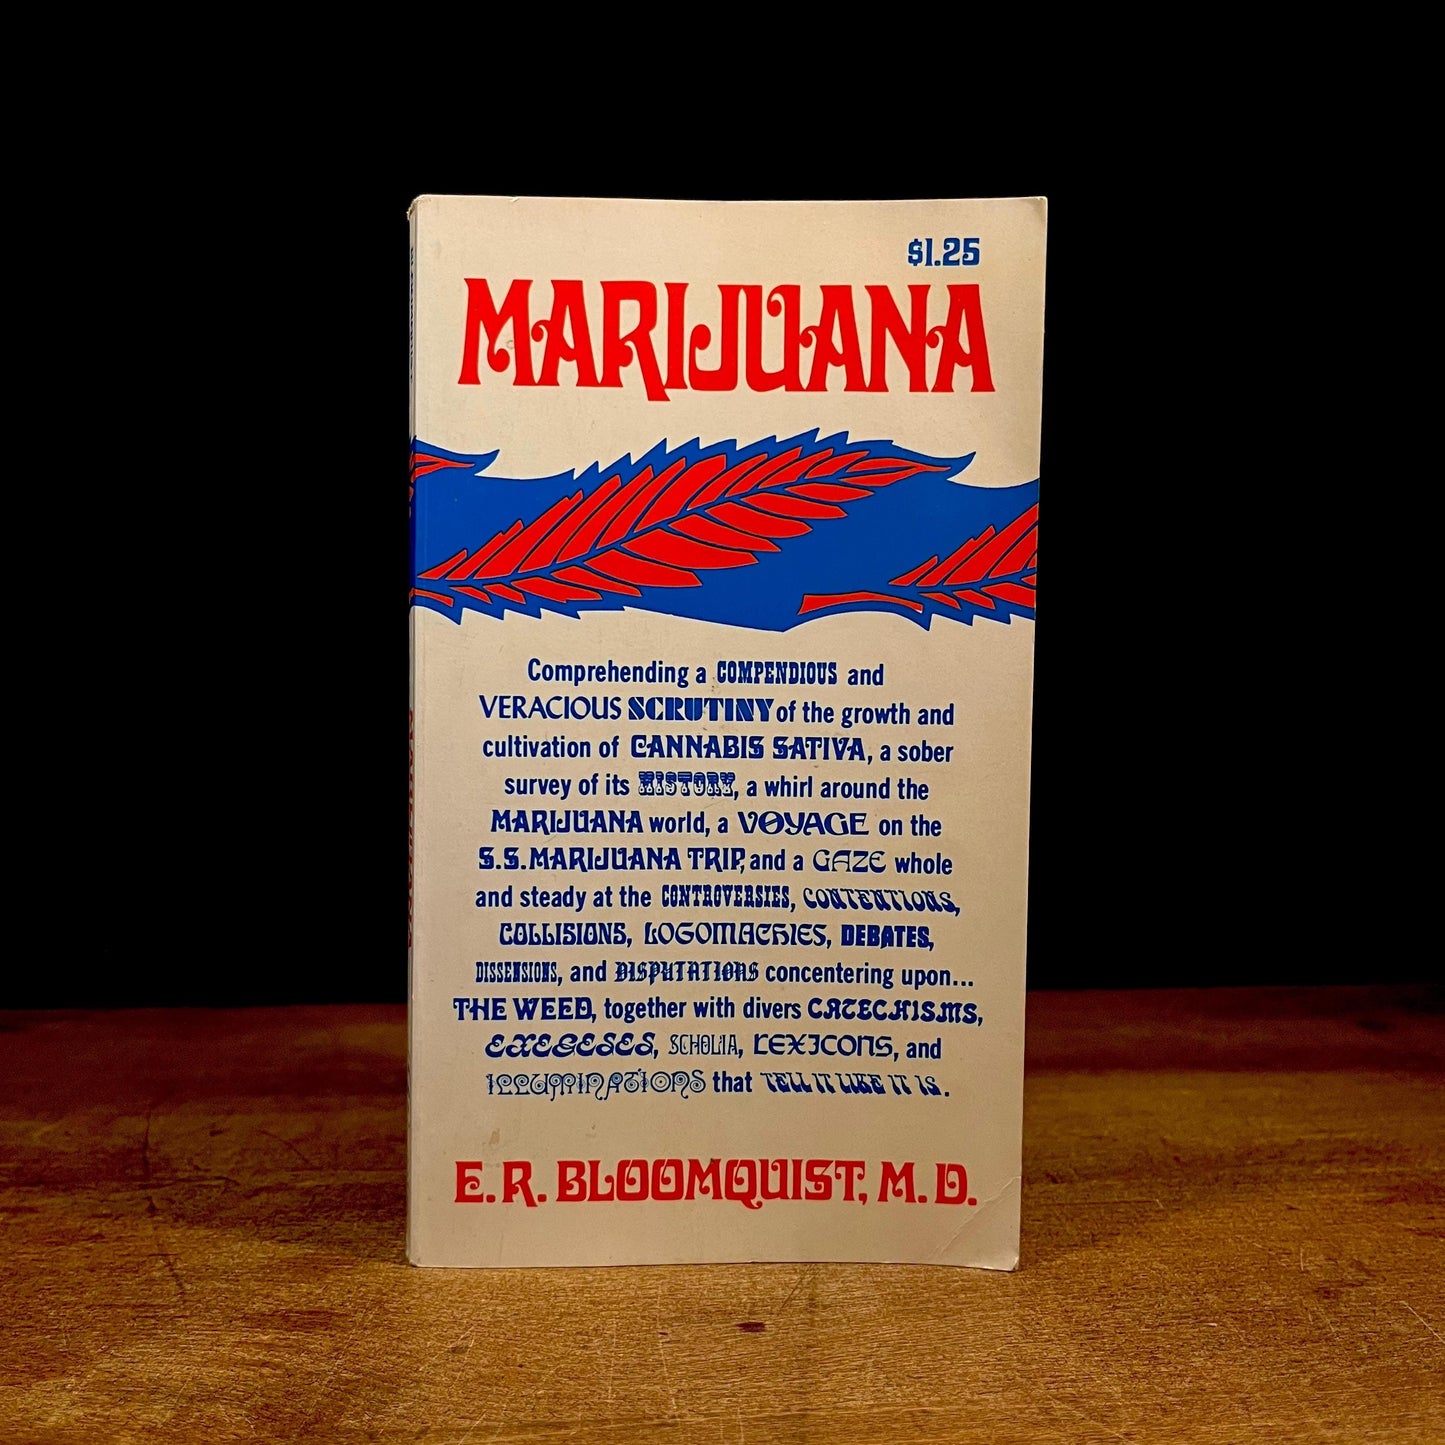 $1.25
MARIJUANA
Comprehending a COMPENDIOUS and
VERACIOUS SCRUTINY of the growth and
cultivation of CANNABIS SATIVA, a sober
survey of its HISTORY, a whirl around the
MARIJUANA world, a VOYAGE on the
S.S. MARIJUANA TRIP, and a GAZE whole
and steady at the CONTROVERSIES, CONTENTIONS,
COLLISIONS, LOGOMACHIES, DEBATES,
DISSENSIONS, and DISPUTATIONS concentering upon...
THE WEED, together with divers CATECHISMS,
EXEGESES, SCHOLIA, LEXICONS, and
ILLUMINATIONS that TELL IT LIKE IT IS.
E. R. BLOOMQUIST, M. D.